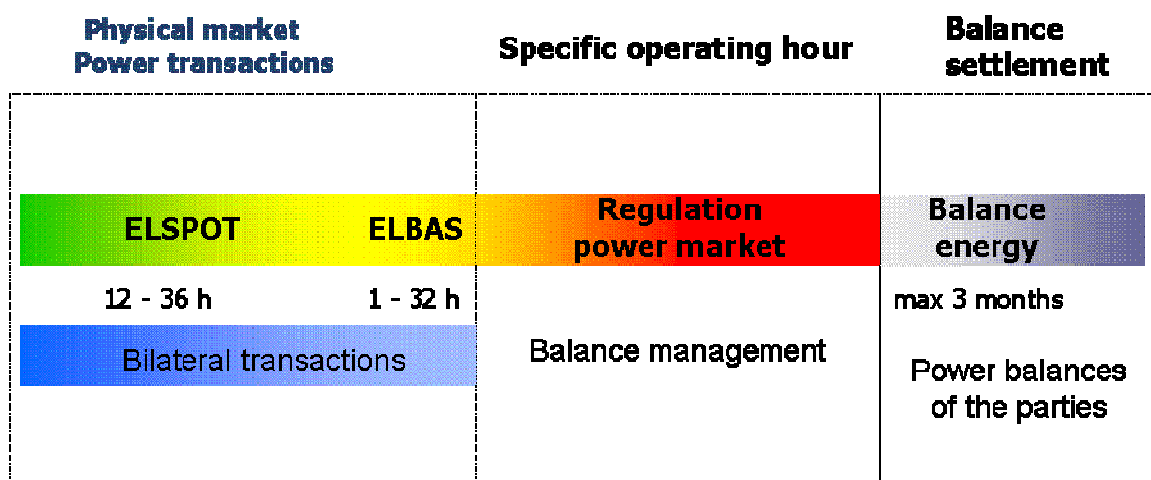 Physical market
Power transactions
Specific operating hour
Balance
settlement
ELSPOT
ELBAS
Regulation
power market
Balance
energy
12 - 36 h
1 - 32 h
max 3 months
Bilateral transactions
Balance management
Power balances
of the parties